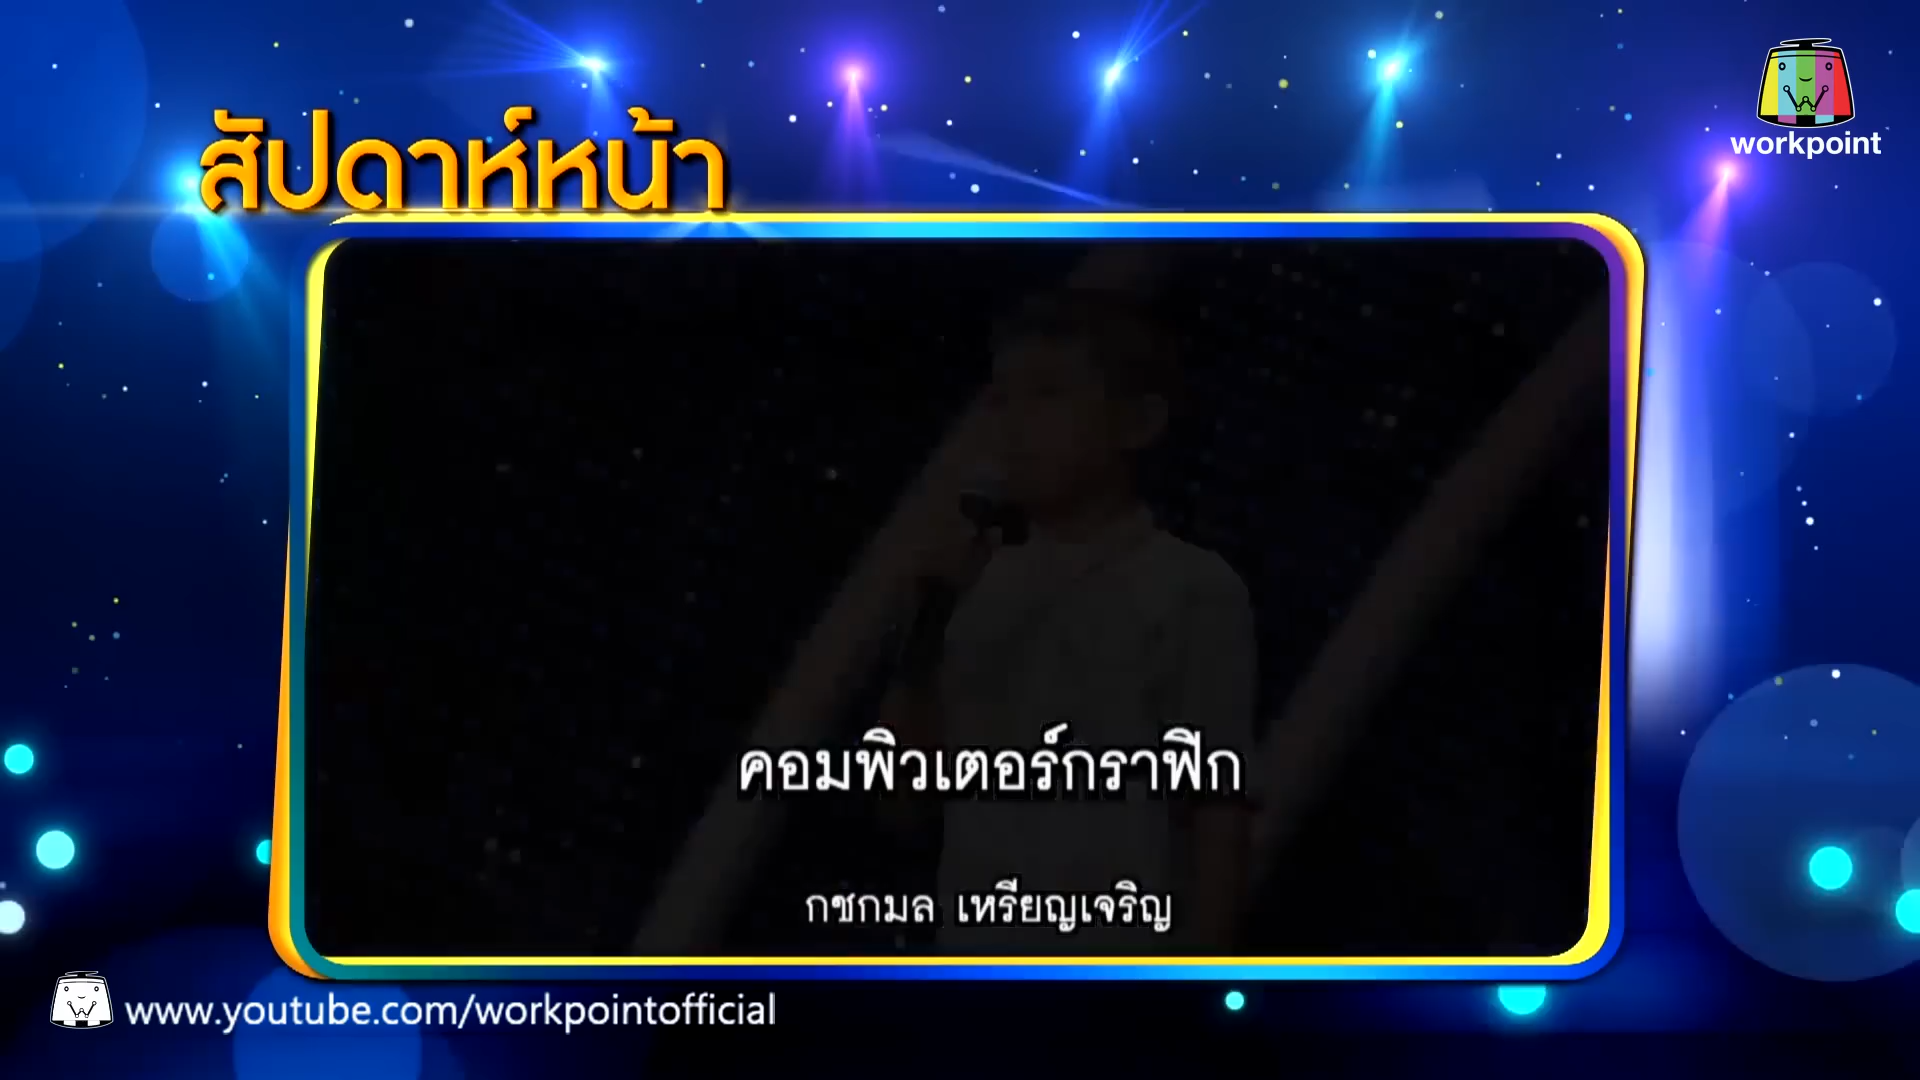 สัปดาห์หน้า
workpoint
คอมพิวเตอร์กราฟิก
กชกมล เหรียญเจริญ
www.youtube.com/workpointofficial